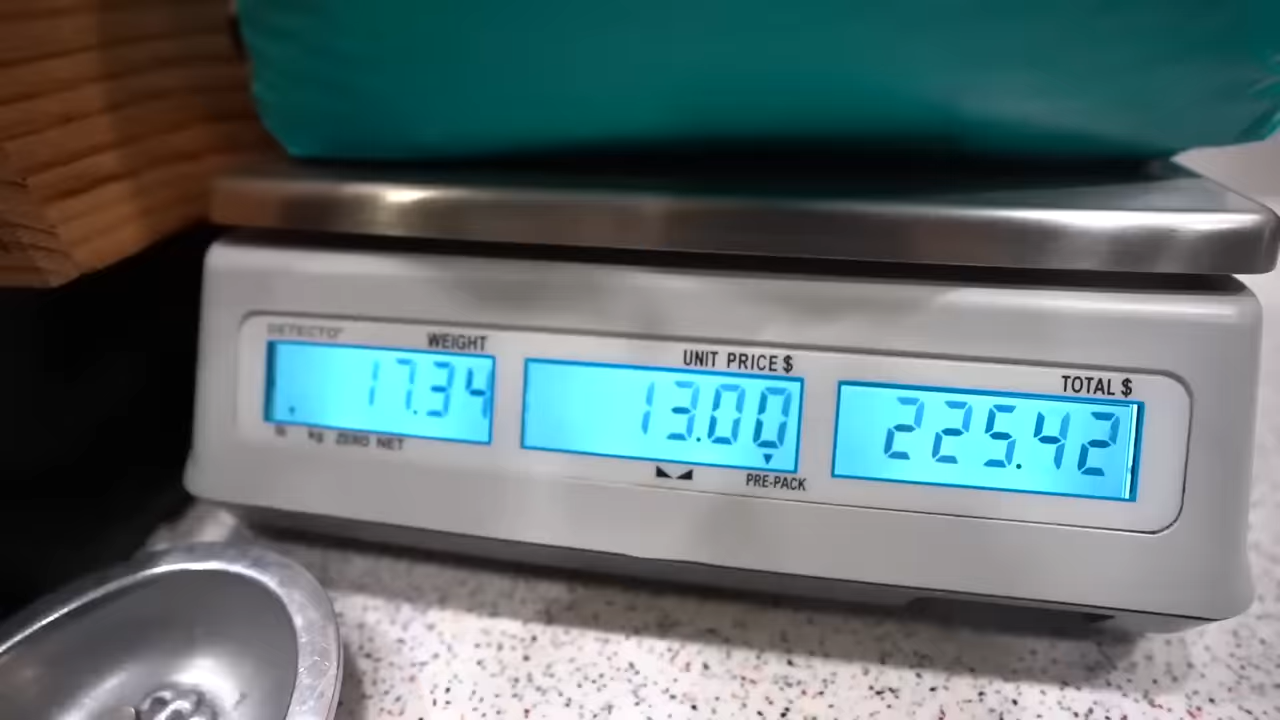 DETECTO
WEIGHT
UNIT PRICE $
TOTAL $
17.34
13.00
225.42
lb kg ZERO NET
PRE-PACK